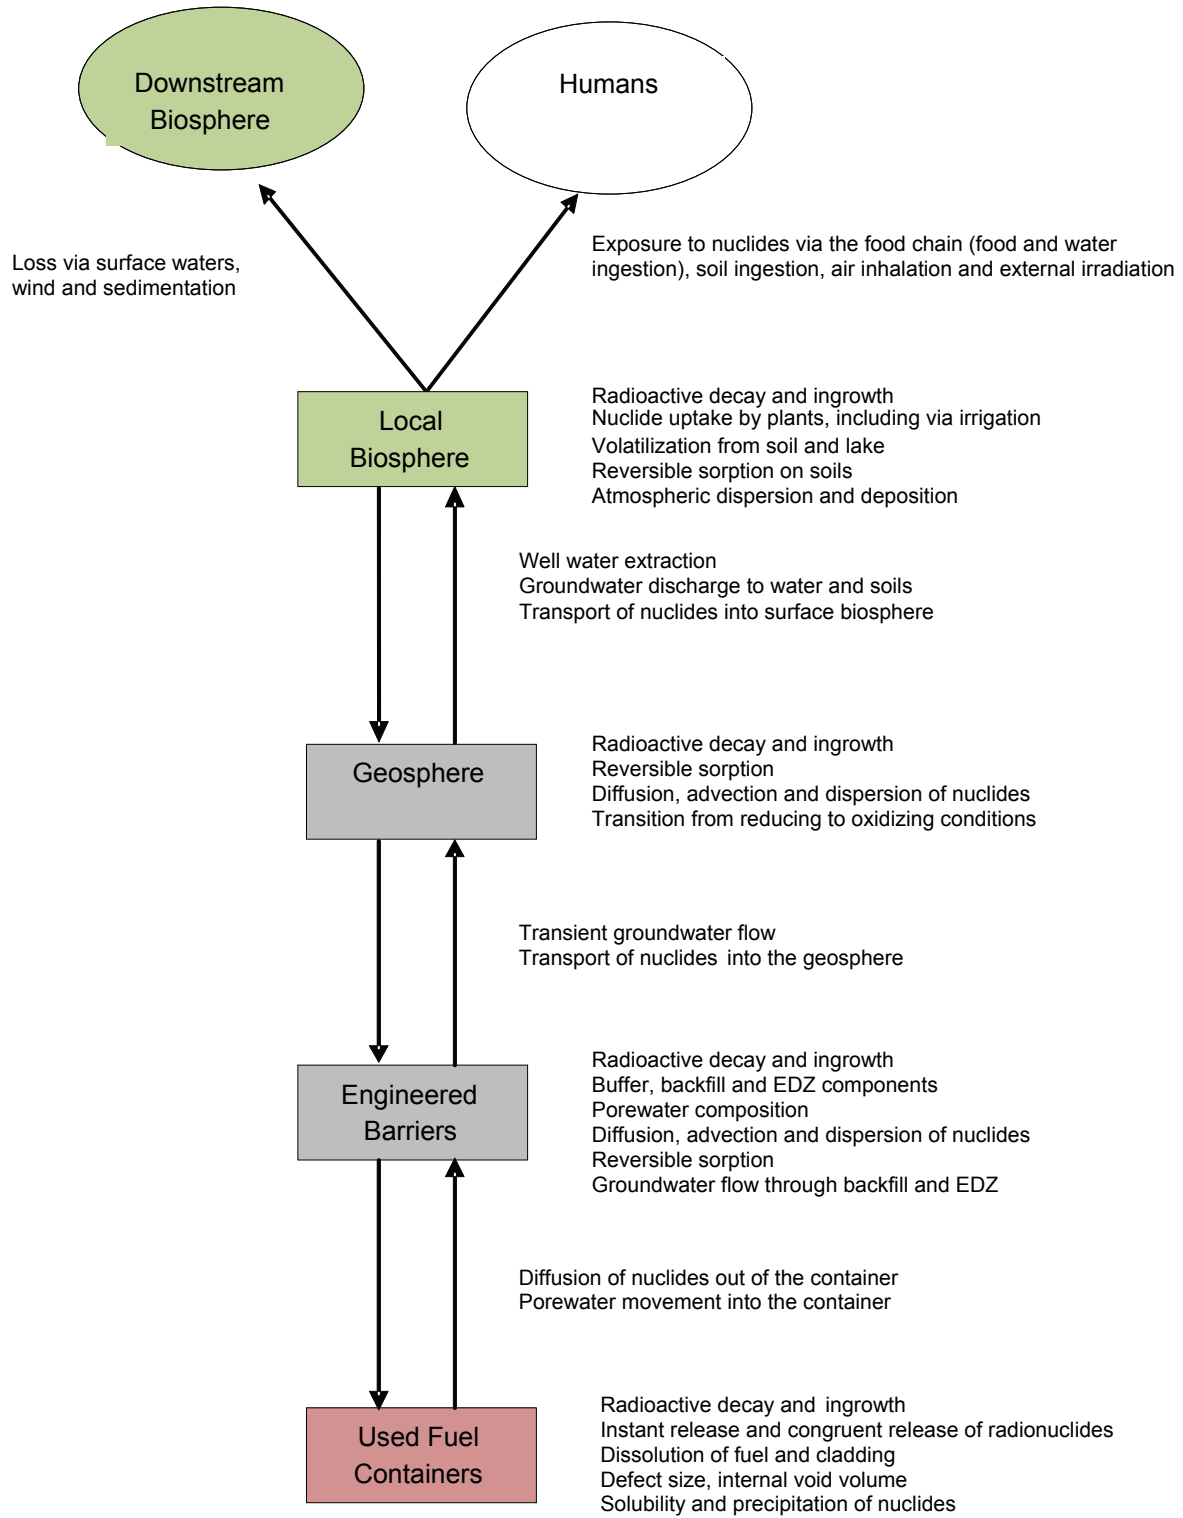 Downstream
Biosphere
Humans
Loss via surface waters,
wind and sedimentation
Exposure to nuclides via the food chain (food and water
ingestion), soil ingestion, air inhalation and external irradiation
Local
Biosphere
Radioactive decay and ingrowth
Nuclide uptake by plants, including via irrigation
Volatilization from soil and lake
Reversible sorption on soils
Atmospheric dispersion and deposition
Well water extraction
Groundwater discharge to water and soils
Transport of nuclides into surface biosphere
Geosphere
Radioactive decay and ingrowth
Reversible sorption
Diffusion, advection and dispersion of nuclides
Transition from reducing to oxidizing conditions
Transient groundwater flow
Transport of nuclides into the geosphere
Engineered
Barriers
Radioactive decay and ingrowth
Buffer, backfill and EDZ components
Porewater composition
Diffusion, advection and dispersion of nuclides
Reversible sorption
Groundwater flow through backfill and EDZ
Diffusion of nuclides out of the container
Porewater movement into the container
Used Fuel
Containers
Radioactive decay and ingrowth
Instant release and congruent release of radionuclides
Dissolution of fuel and cladding
Defect size, internal void volume
Solubility and precipitation of nuclides